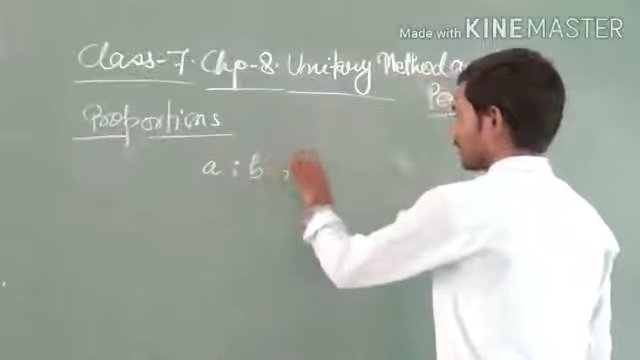 Made with KINEMASTER
Class-7. Chp-8. Unitary Method
Proportions
a : b